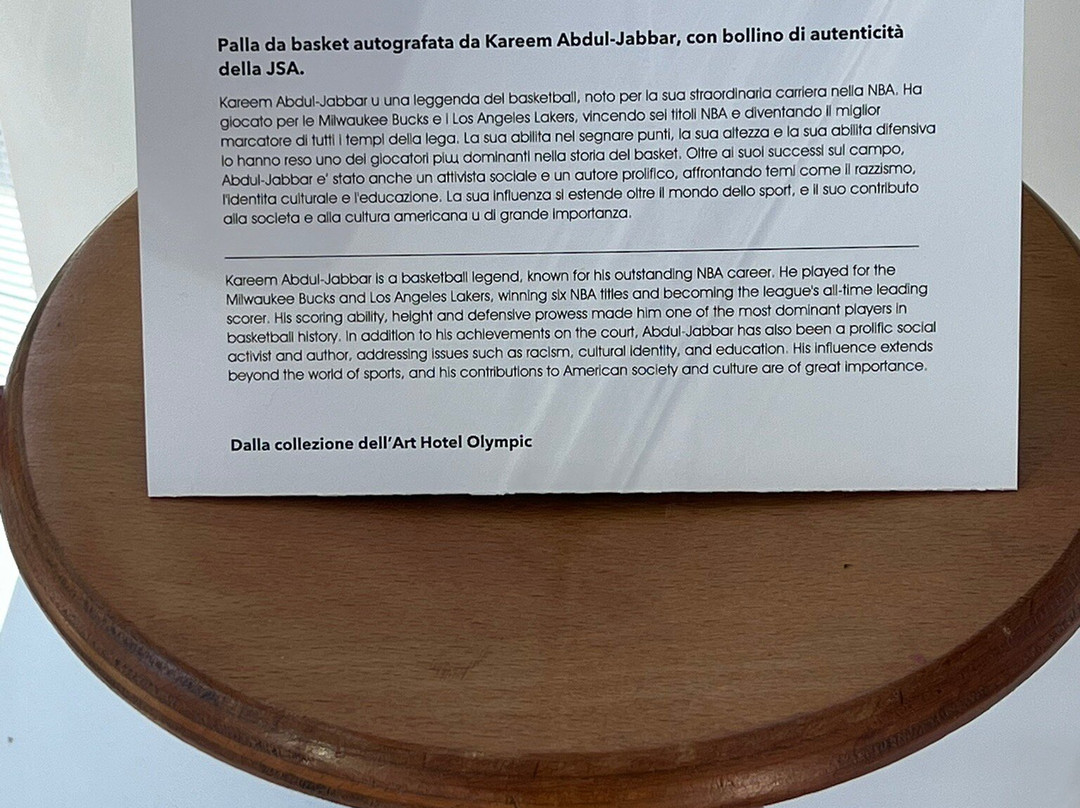 Palla da basket autografata da Kareem Abdul-Jabbar, con bollino di autenticità
della JSA.
Kareem Abdul-Jabbar u una leggenda del basketball, noto per la sua straordinaria carriera nella NBA. Ha
giocato per le Milwaukee Bucks e i Los Angeles Lakers, vincendo sei titoli NBA e diventando il miglior
marcatore di tutti i tempi della lega. La sua abilita nel segnare punti, la sua altezza e la sua abilita difensiva
lo hanno reso uno dei giocatori piuu dominanti nella storia del basket. Oltre ai suoi successi sul campo,
Abdul-Jabbar e' stato anche un attivista sociale e un autore prolifico, affrontando temi come il razzismo,
l'identita culturale e l'educazione. La sua influenza si estende oltre il mondo dello sport, e il suo contributo
alla societa e alla cultura americana u di grande importanza.
Kareem Abdul-Jabbar is a basketball legend, known for his outstanding NBA career. He played for the
Milwaukee Bucks and Los Angeles Lakers, winning six NBA titles and becoming the league's all-time leading
scorer. His scoring ability, height and defensive prowess made him one of the most dominant players in
basketball history. In addition to his achievements on the court, Abdul-Jabbar has also been a prolific social
activist and author, addressing issues such as racism, cultural identity, and education. His influence extends
beyond the world of sports, and his contributions to American society and culture are of great importance.
Dalla collezione dell'Art Hotel Olympic